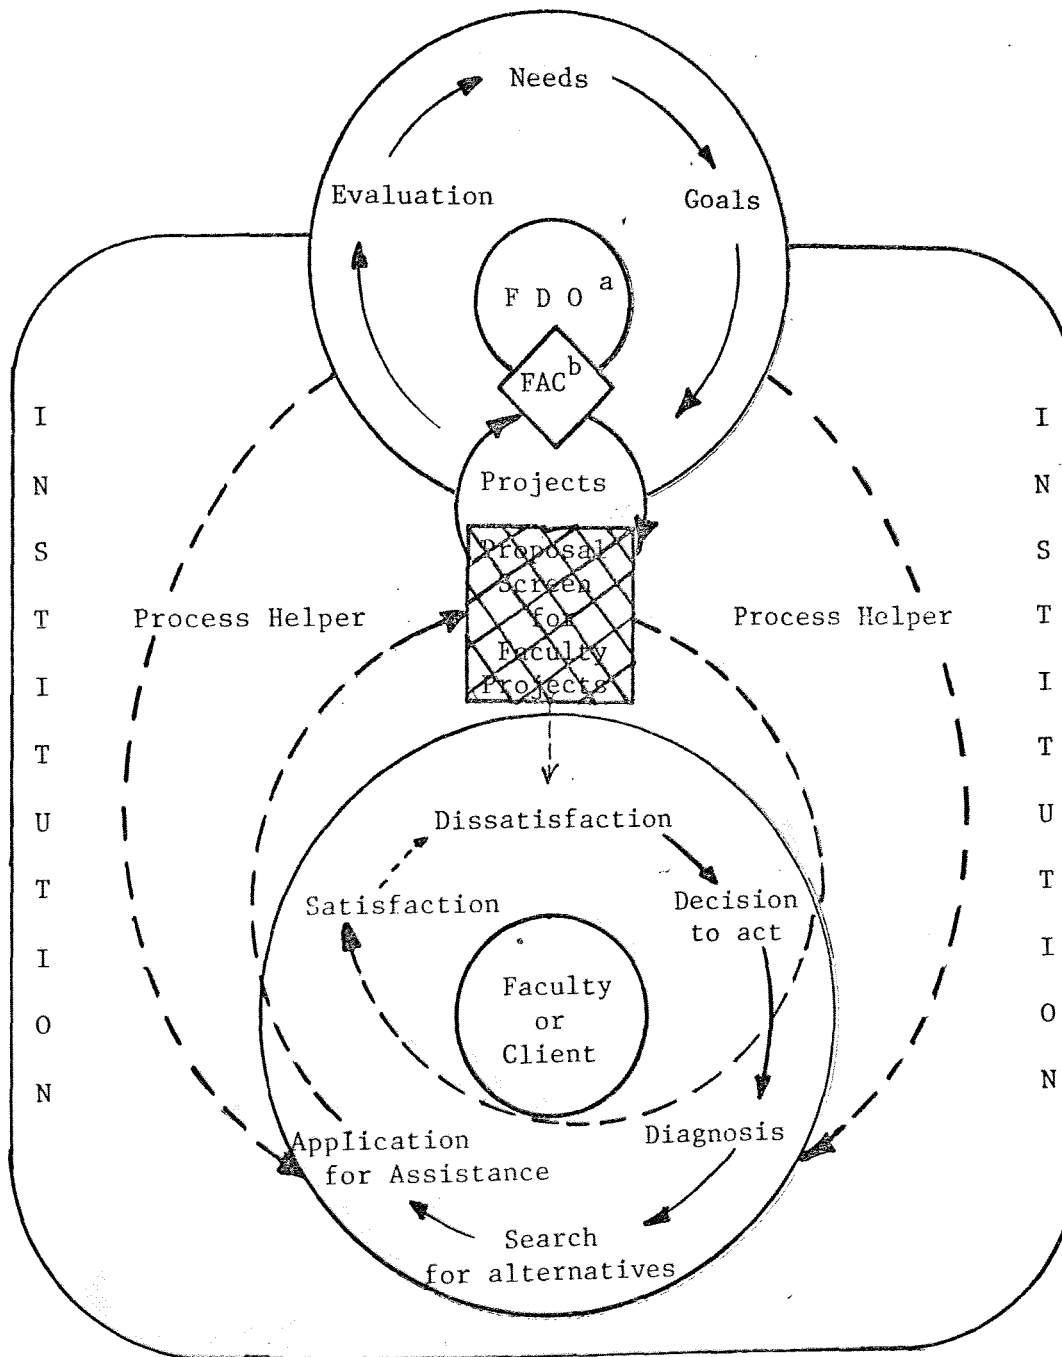 Needs
Evaluation
Goals
F D O a
FAC b
Projects
Proposal
Screen
for
Faculty
Projects
Process Helper
Process Helper
Dissatisfaction
Satisfaction
Decision
to act
Faculty
or
Client
Diagnosis
Application
for Assistance
Search
for alternatives
I
N
S
T
I
T
U
T
I
O
N
I
N
S
T
I
T
U
T
I
O
N